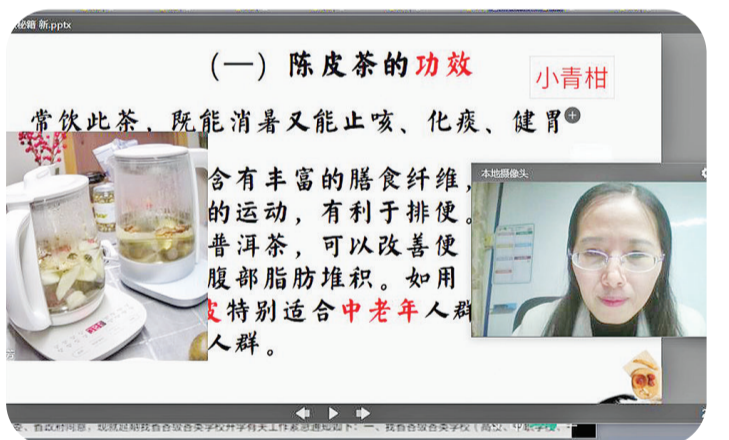 秘籍 新.pptx
(一) 陈皮茶的功效
小青柑
常饮此茶、既能消暑又能止咳、化痰、健胃
含有丰富的膳食纤维,
的运动，有利于排便。
普洱茶，可以改善便
腹部脂肪堆积。如用
皮特别适合中老年人群
人群。
本地摄像头